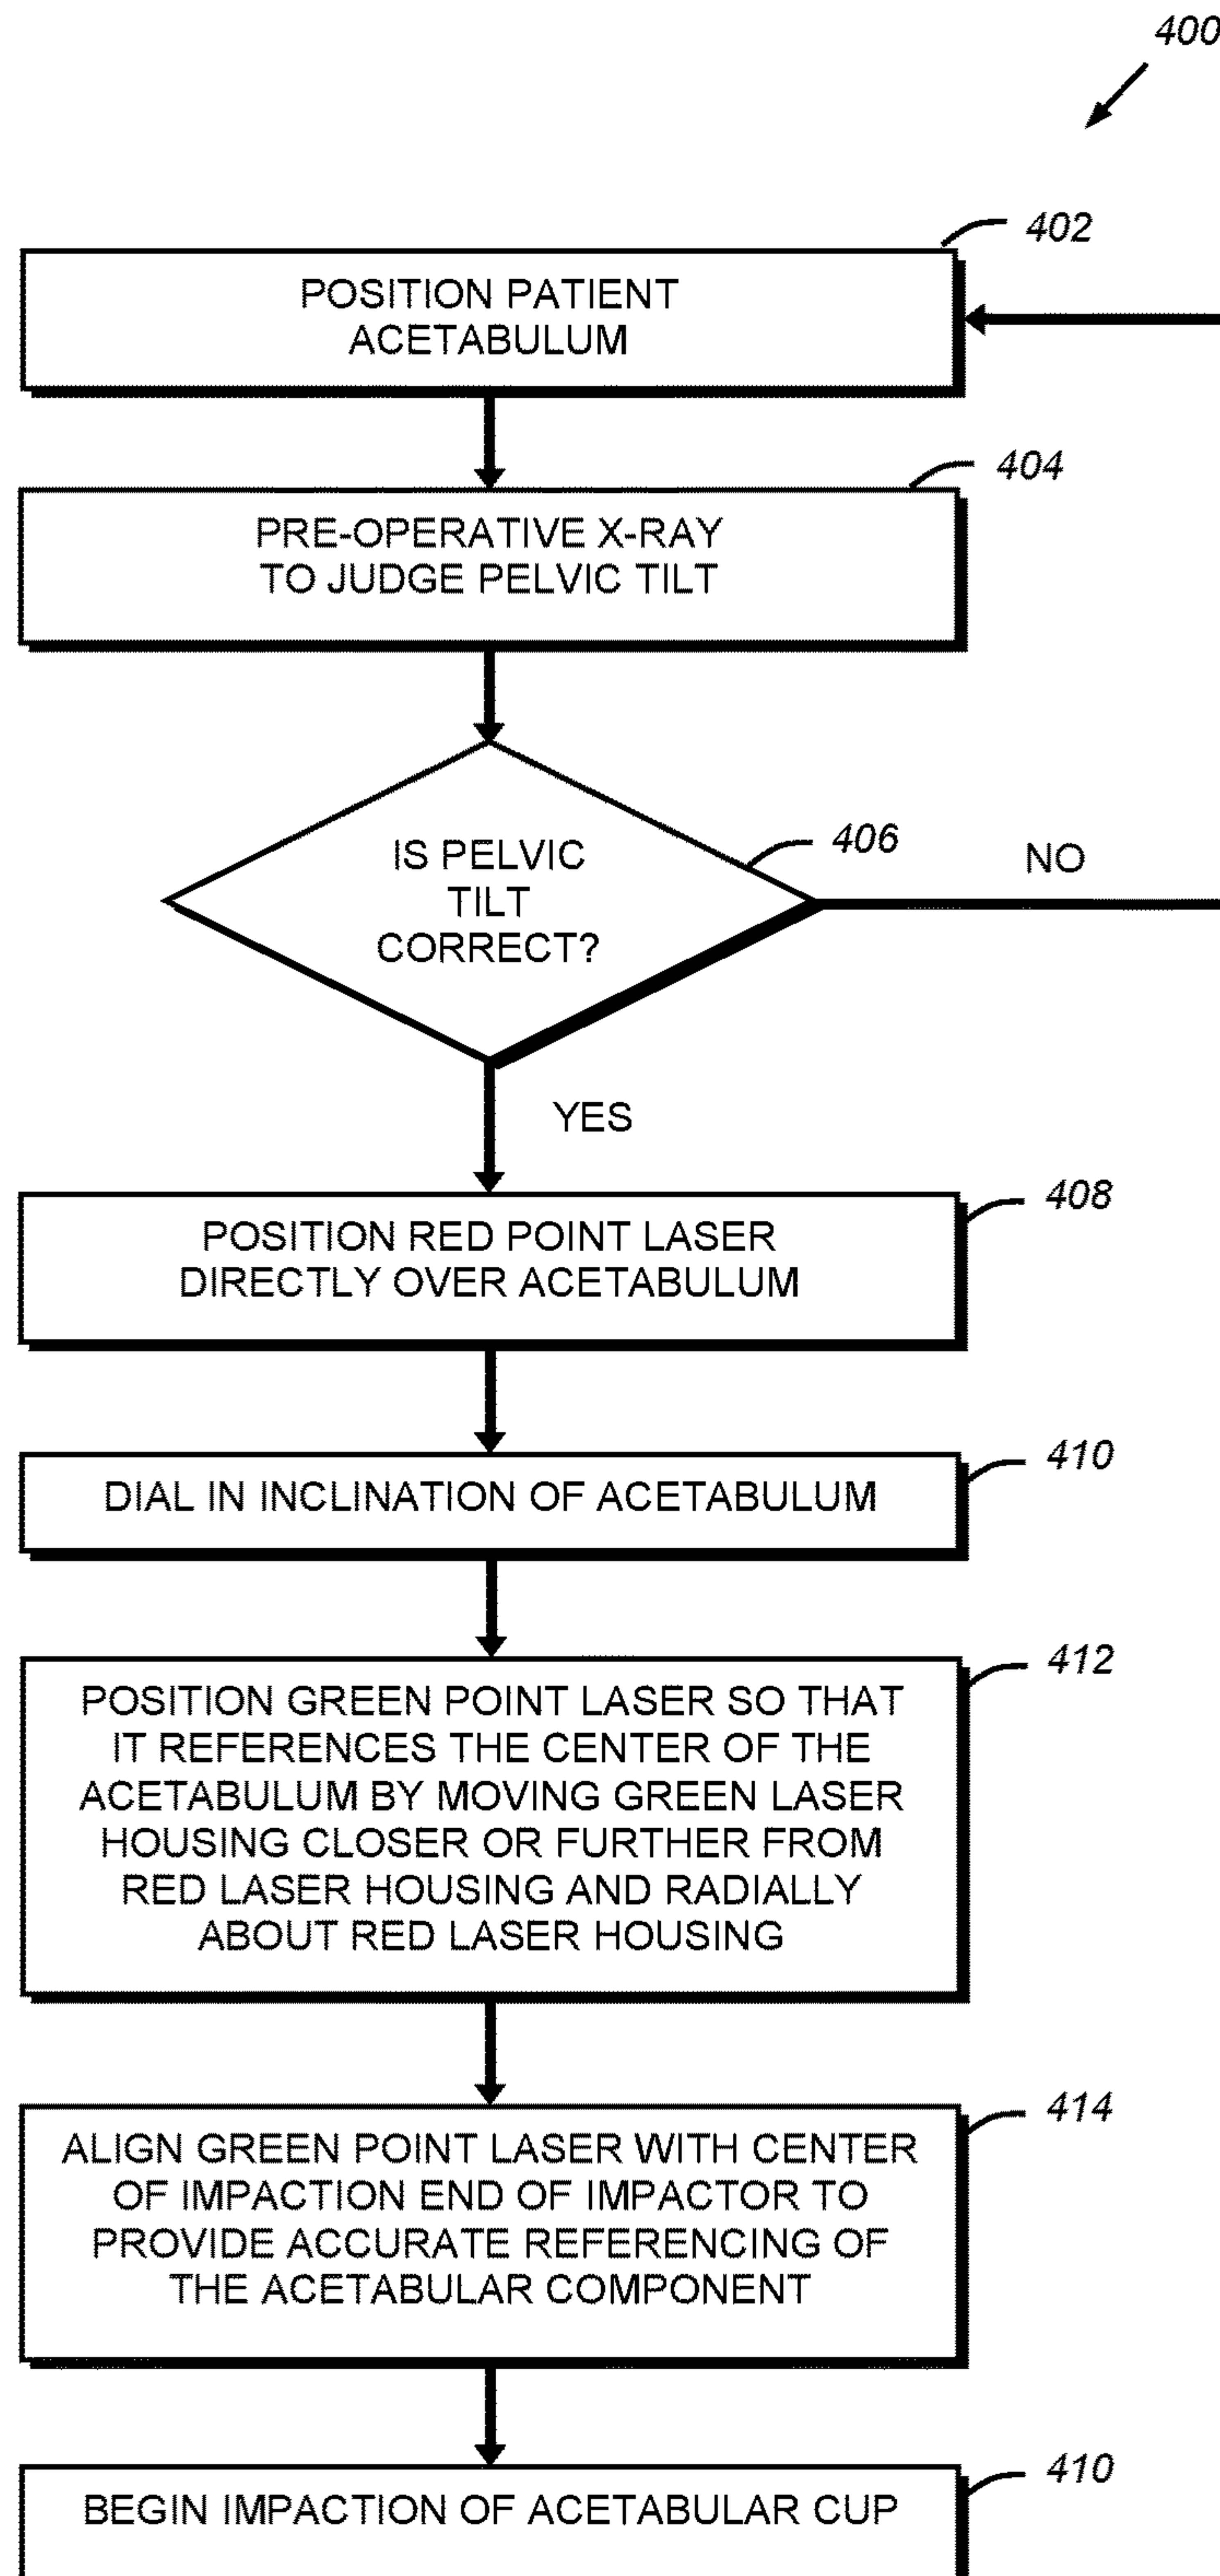 400
402
POSITION PATIENT
ACETABULUM
404
PRE-OPERATIVE X-RAY
TO JUDGE PELVIC TILT
406
IS PELVIC
TILT
CORRECT?
NO
YES
408
POSITION RED POINT LASER
DIRECTLY OVER ACETABULUM
410
DIAL IN INCLINATION OF ACETABULUM
412
POSITION GREEN POINT LASER SO THAT
IT REFERENCES THE CENTER OF THE
ACETABULUM BY MOVING GREEN LASER
HOUSING CLOSER OR FURTHER FROM
RED LASER HOUSING AND RADIALLY
ABOUT RED LASER HOUSING
414
ALIGN GREEN POINT LASER WITH CENTER
OF IMPACTION END OF IMPACTOR TO
PROVIDE ACCURATE REFERENCING OF
THE ACETABULAR COMPONENT
410
BEGIN IMPACTION OF ACETABULAR CUP